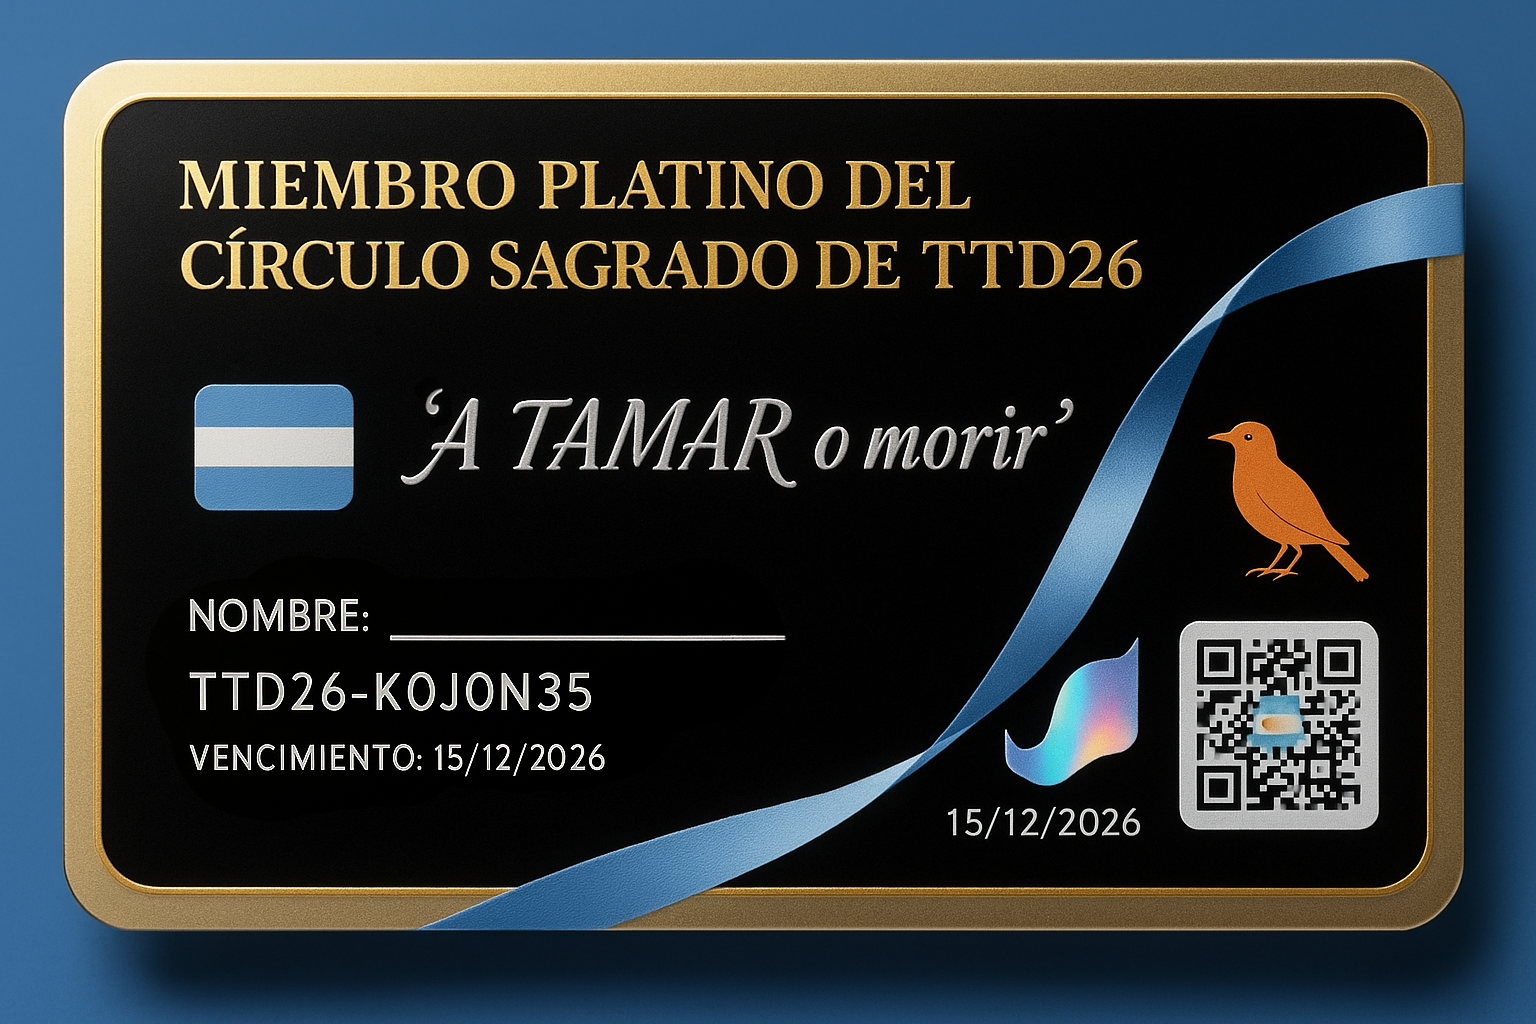 MIEMBRO PLATINO DEL
CÍRCULO SAGRADO DE TTD26
‘A TAMAR o morir’
NOMBRE:
TTD26-K0J0N35
VENCIMIENTO: 15/12/2026
15/12/2026